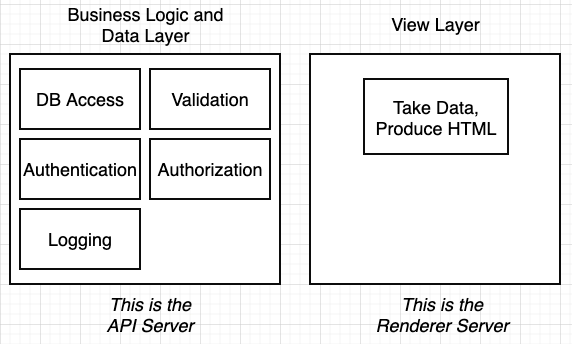 Business Logic and
Data Layer
DB Access
Validation
Authentication
Authorization
Logging
This is the
API Server
View Layer
Take Data,
Produce HTML
This is the
Renderer Server